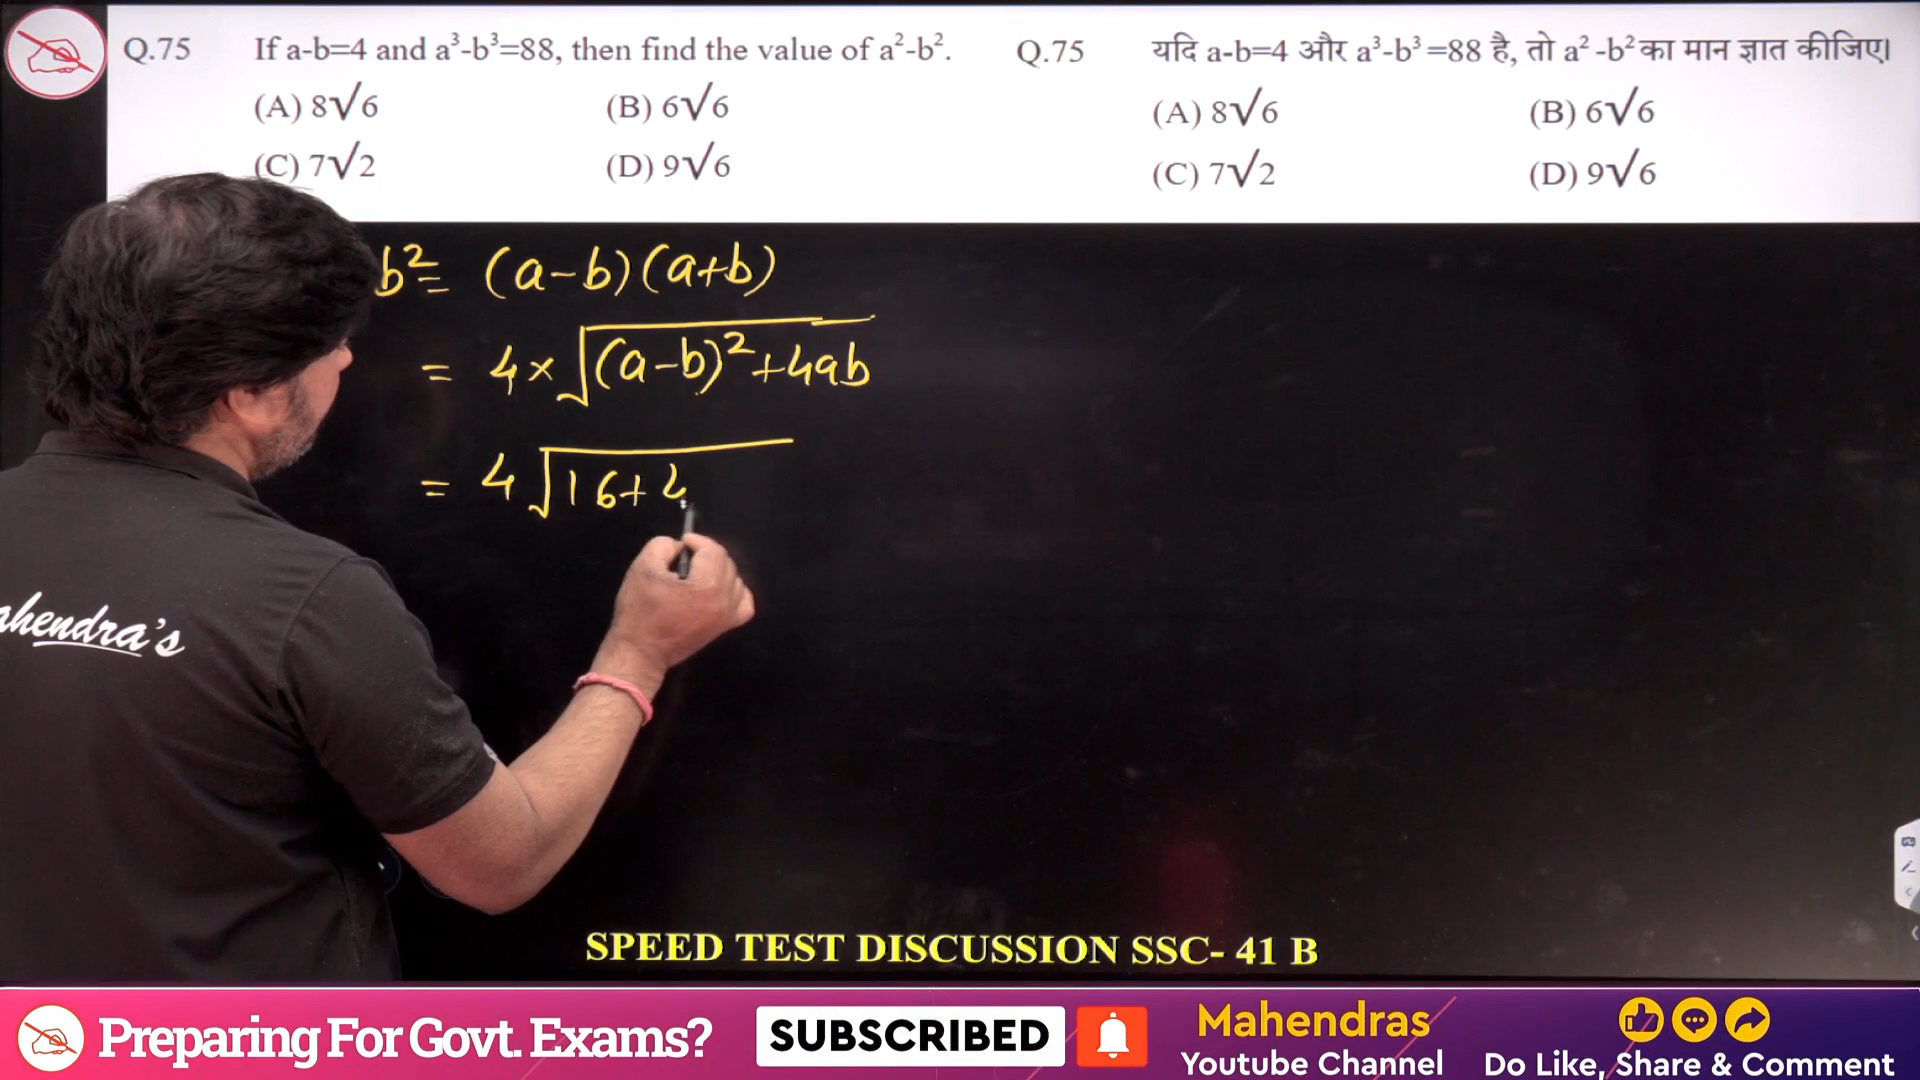 Q.75 If a-b=4 and a³-b³=88, then find the value of a²-b².
(A) 8√6 (B) 6√6
(C) 7√2 (D) 9√6
Q.75 यदि a-b=4 और a³-b³=88 है, तो a²-b² का मान ज्ञात कीजिए।
(A) 8√6 (B) 6√6
(C) 7√2 (D) 9√6
b² = (a-b)(a+b)
= 4×√(a-b)²+4ab
= 4√16+4
ahendra's
SPEED TEST DISCUSSION SSC- 41 B
Preparing For Govt. Exams?
SUBSCRIBED
Mahendras
Youtube Channel
Do Like, Share & Comment